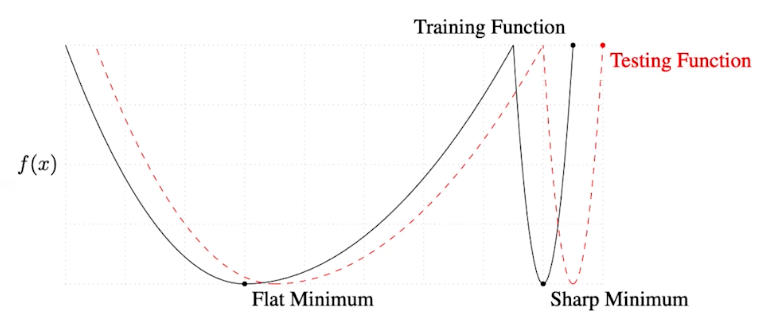 Training Function
Testing Function
f(x)
Flat Minimum
Sharp Minimum